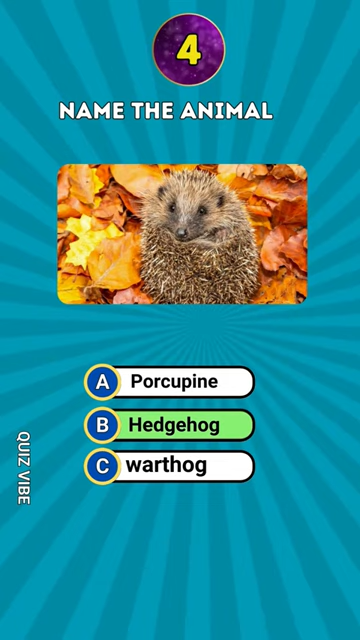 4
NAME THE ANIMAL
A Porcupine
B Hedgehog
C warthog
QUIZ VIBE